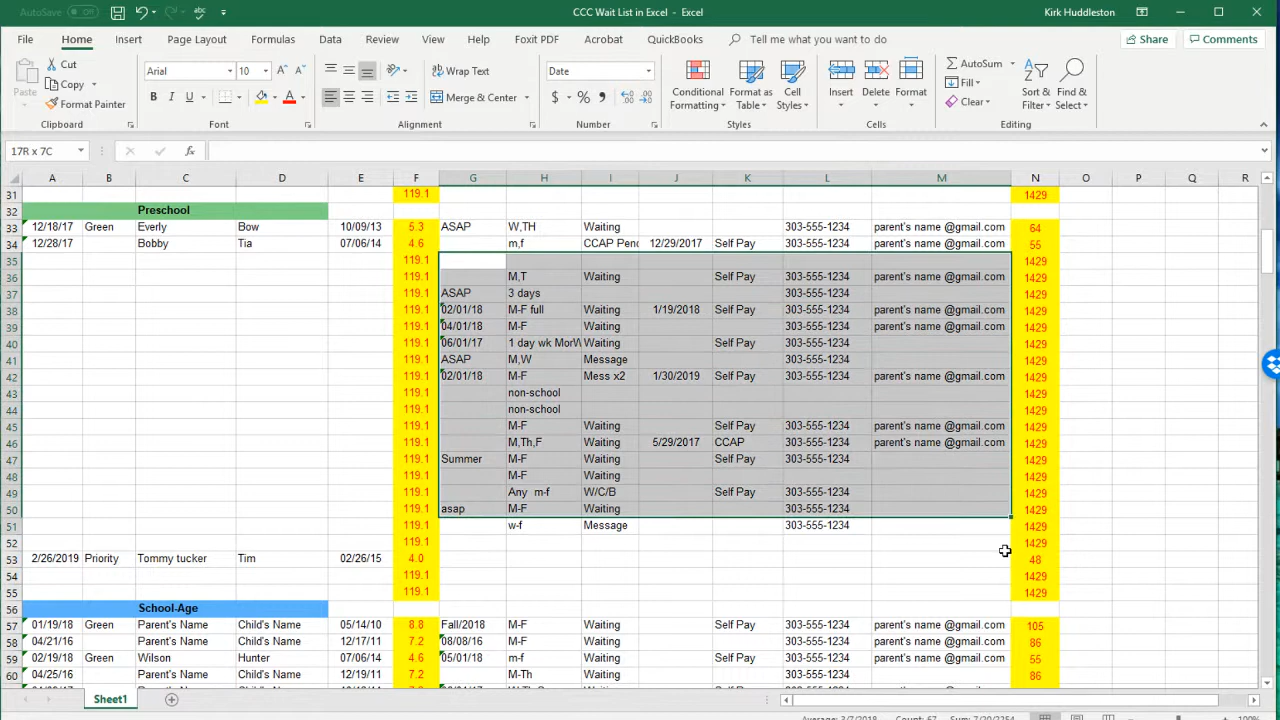 AutoSave Off CCC Wait List in Excel - Excel Kirk Huddleston
File Home Insert Draw Page Layout Formulas Data Review View Help Foxit PDF Acrobat QuickBooks Tell me what you want to do Share Comments
Paste Cut Copy Format Painter Clipboard
Arial 10 A A B I U A Font
Wrap Text Merge & Center Alignment
Date $ % , Number
Conditional Formatting Format as Table Cell Styles Styles
Insert Delete Format Cells
AutoSum Fill Clear Sort & Filter Find & Select Editing
17R x 7C fx
A B C D E F G H I J K L M N O P Q R
31 119.1 1429
32 Preschool
33 12/18/17 Green Everly Bow 10/09/13 5.3 ASAP W,TH Waiting 303-555-1234 parent's name @gmail.com 64
34 12/28/17 Bobby Tia 07/06/14 4.6 m,f CCAP Penc 12/29/2017 Self Pay 303-555-1234 parent's name @gmail.com 55
35 119.1 1429
36 119.1 M,T Waiting Self Pay 303-555-1234 parent's name @gmail.com 1429
37 119.1 ASAP 3 days 303-555-1234 1429
38 119.1 02/01/18 M-F full Waiting 1/19/2018 Self Pay 303-555-1234 parent's name @gmail.com 1429
39 119.1 04/01/18 M-F Waiting 303-555-1234 parent's name @gmail.com 1429
40 119.1 06/01/17 1 day wk MorW Waiting Self Pay 303-555-1234 1429
41 119.1 ASAP M,W Message 303-555-1234 1429
42 119.1 02/01/18 M-F Mess x2 1/30/2019 Self Pay 303-555-1234 parent's name @gmail.com 1429
43 119.1 non-school 1429
44 119.1 non-school 1429
45 119.1 M-F Waiting Self Pay 303-555-1234 parent's name @gmail.com 1429
46 119.1 M,Th,F Waiting 5/29/2017 CCAP 303-555-1234 parent's name @gmail.com 1429
47 119.1 Summer M-F Waiting Self Pay 303-555-1234 1429
48 119.1 M-F Waiting 1429
49 119.1 Any m-f W/C/B Self Pay 303-555-1234 1429
50 119.1 asap M-F Waiting 303-555-1234 1429
51 119.1 w-f Message 303-555-1234 1429
52 119.1 1429
53 2/26/2019 Priority Tommy tucker Tim 02/26/15 4.0 48
54 119.1 1429
55 119.1 1429
56 School-Age
57 01/19/18 Green Parent's Name Child's Name 05/14/10 8.8 Fall/2018 M-F Waiting Self Pay 303-555-1234 parent's name @gmail.com 105
58 04/21/16 Parent's Name Child's Name 12/17/11 7.2 08/08/16 M-F Waiting 303-555-1234 parent's name @gmail.com 86
59 02/19/18 Green Wilson Hunter 07/06/14 4.6 05/01/18 m-f Waiting Self Pay 303-555-1234 parent's name @gmail.com 55
60 04/25/16 Parent's Name Child's Name 12/19/11 7.2 M-Th Waiting 303-555-1234 parent's name @gmail.com 86
Sheet1
Average: 3/7/2018 Count: 67